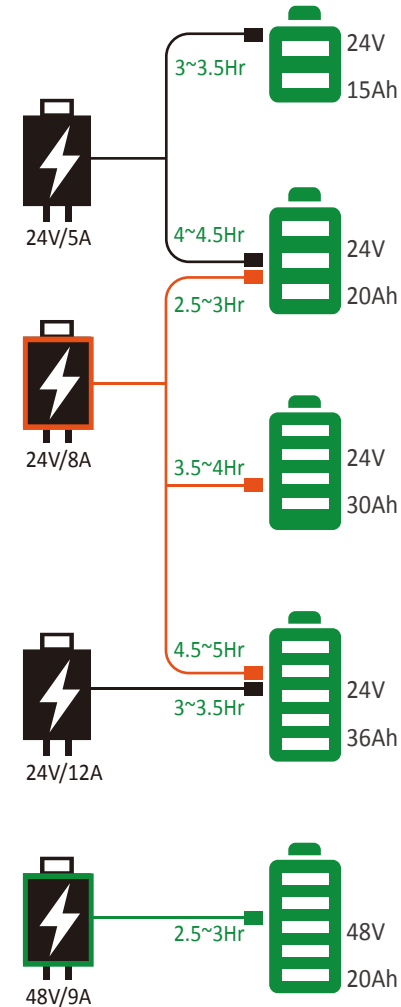 24V
3~3.5Hr
15Ah
24V/5A
4~4.5Hr
24V
2.5~3Hr
20Ah
24V/8A
3.5~4Hr
24V
30Ah
4.5~5Hr
24V
3~3.5Hr
36Ah
24V/12A
2.5~3Hr
48V
20Ah
48V/9A